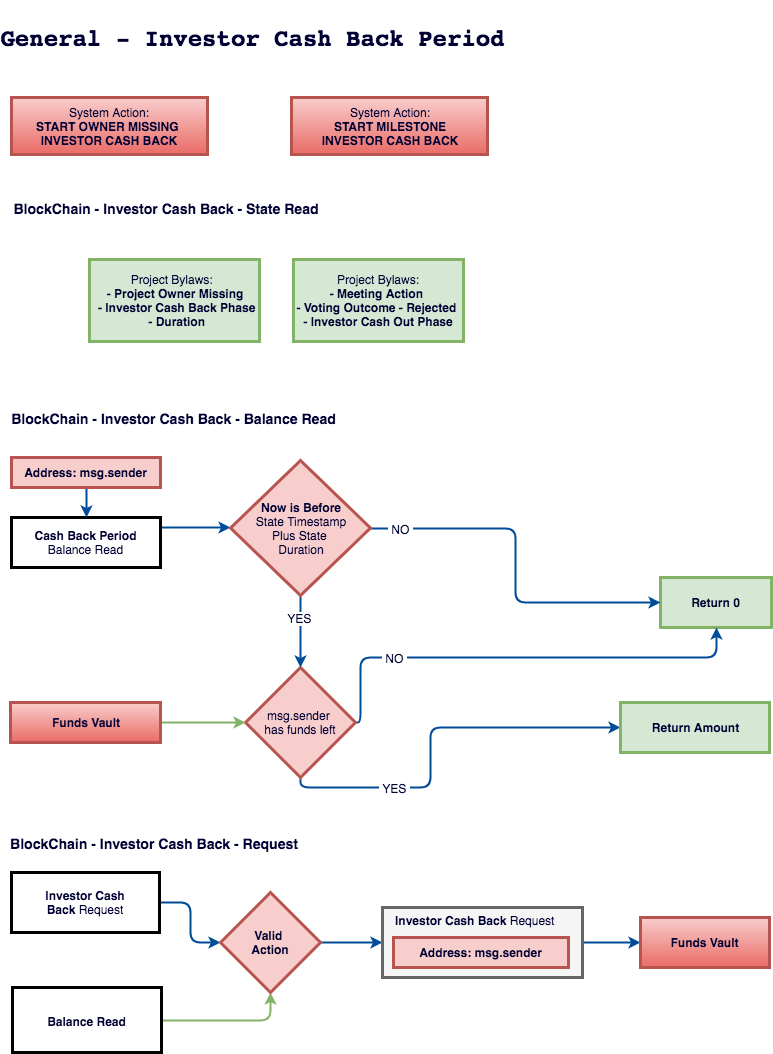 General - Investor Cash Back Period
System Action:
START OWNER MISSING
INVESTOR CASH BACK
System Action:
START MILESTONE
INVESTOR CASH BACK
BlockChain - Investor Cash Back - State Read
Project Bylaws:
- Project Owner Missing
- Investor Cash Back Phase
- Duration
Project Bylaws:
- Meeting Action
- Voting Outcome - Rejected
- Investor Cash Out Phase
BlockChain - Investor Cash Back - Balance Read
Address: msg.sender
Cash Back Period
Balance Read
Now is Before
State Timestamp
Plus State
Duration
NO
Return 0
YES
NO
Funds Vault
msg.sender
has funds left
Return Amount
YES
BlockChain - Investor Cash Back - Request
Investor Cash
Back Request
Valid
Action
Investor Cash Back Request
Address: msg.sender
Funds Vault
Balance Read